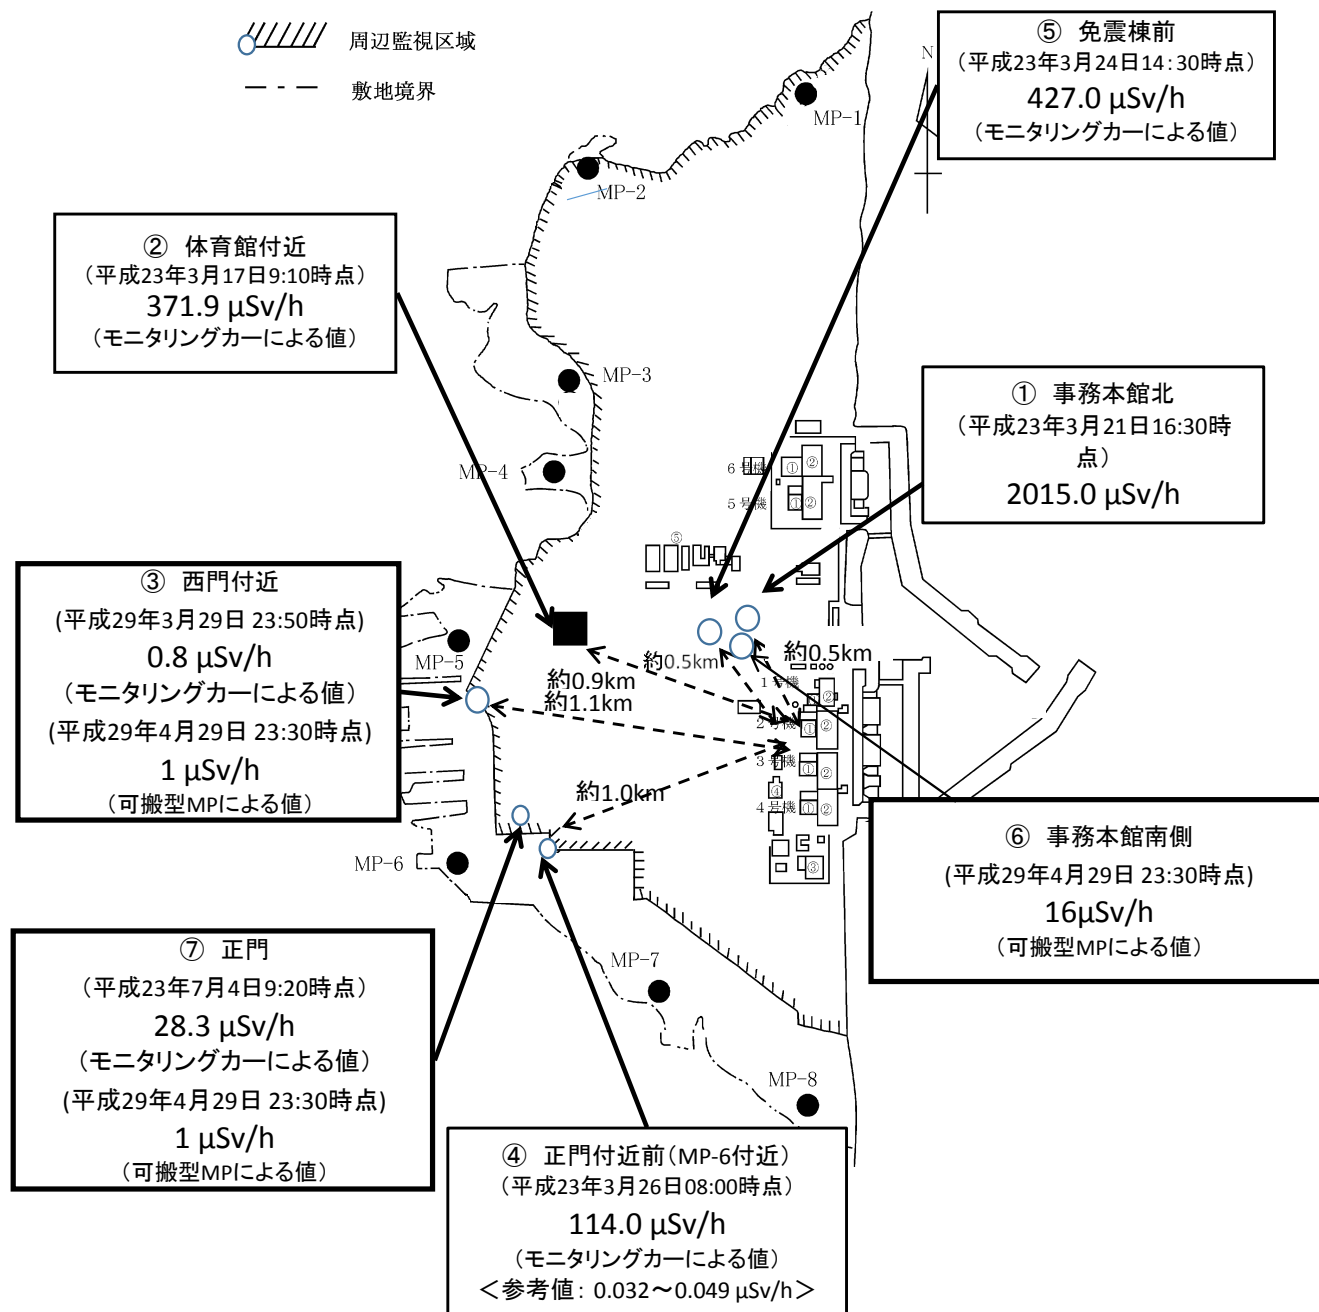 周辺監視区域
敷地境界
⑤ 免震棟前
(平成23年3月24日14:30時点)
427.0 µSv/h
(モニタリングカーによる値)
N
MP-1
MP-2
② 体育館付近
(平成23年3月17日9:10時点)
371.9 µSv/h
(モニタリングカーによる値)
MP-3
① 事務本館北
(平成23年3月21日16:30時
点)
2015.0 µSv/h
MP-4
6号機
①
②
5号機
①
②
⑤
③ 西門付近
(平成29年3月29日 23:50時点)
0.8 µSv/h
(モニタリングカーによる値)
(平成29年4月29日 23:30時点)
1 µSv/h
(可搬型MPによる値)
MP-5
約0.5km
約0.5km
約0.9km
約1.1km
1号機
②
2号機
①
②
3号機
①
②
④
4号機
①
②
③
約1.0km
MP-6
⑥ 事務本館南側
(平成29年4月29日 23:30時点)
16µSv/h
(可搬型MPによる値)
⑦ 正門
(平成23年7月4日9:20時点)
28.3 µSv/h
(モニタリングカーによる値)
(平成29年4月29日 23:30時点)
1 µSv/h
(可搬型MPによる値)
MP-7
MP-8
④ 正門付近前(MP-6付近)
(平成23年3月26日08:00時点)
114.0 µSv/h
(モニタリングカーによる値)
<参考値: 0.032~0.049 µSv/h>